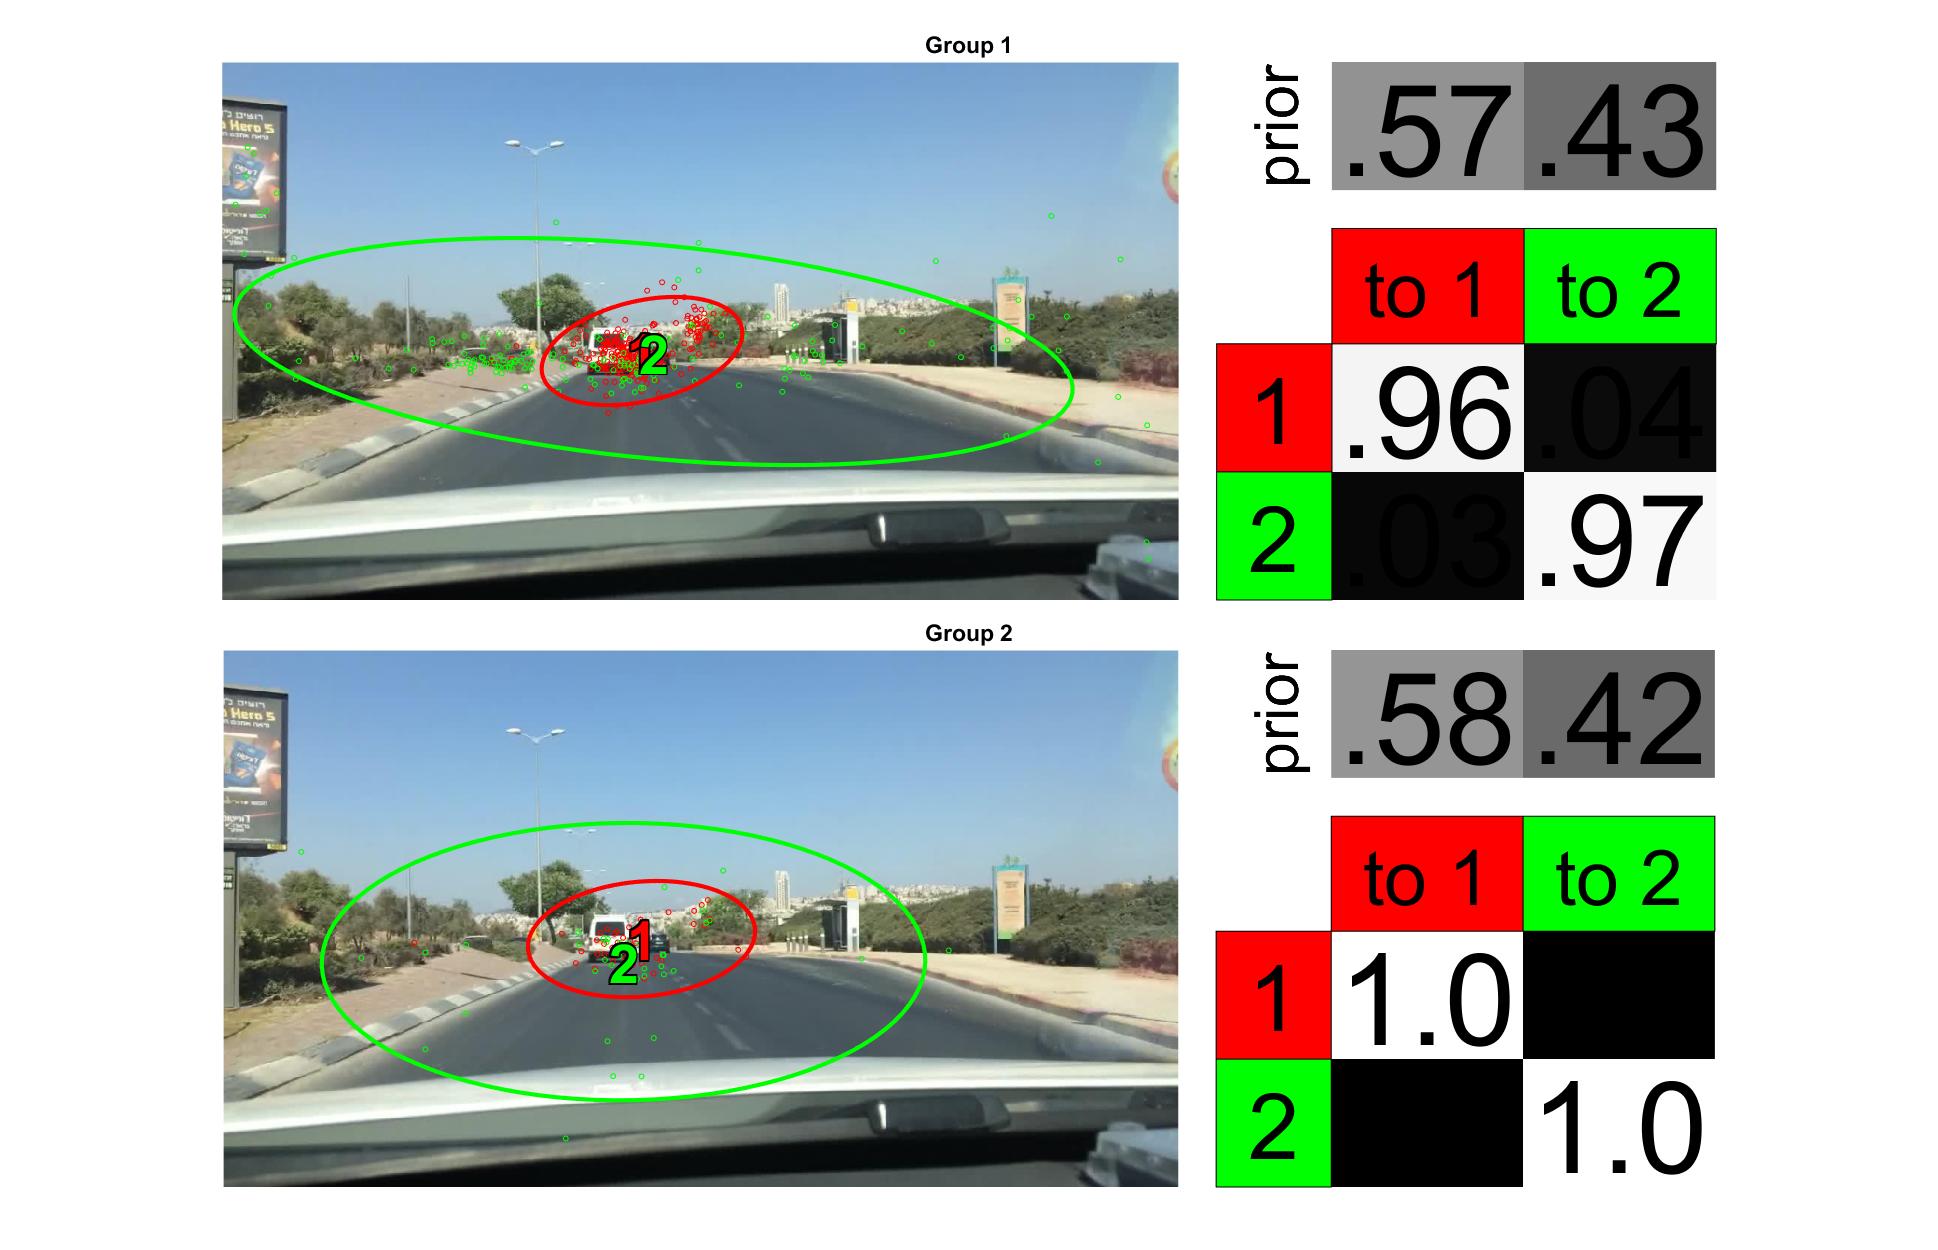 Group 1
רוצים כ
Hero 5
prior
.57 .43
to 1 to 2
1 .96 .04
2 .03 .97
1
2
Group 2
רוצים כ
Hero 5
prior
.58 .42
to 1 to 2
1 1.0
2 1.0
1
2